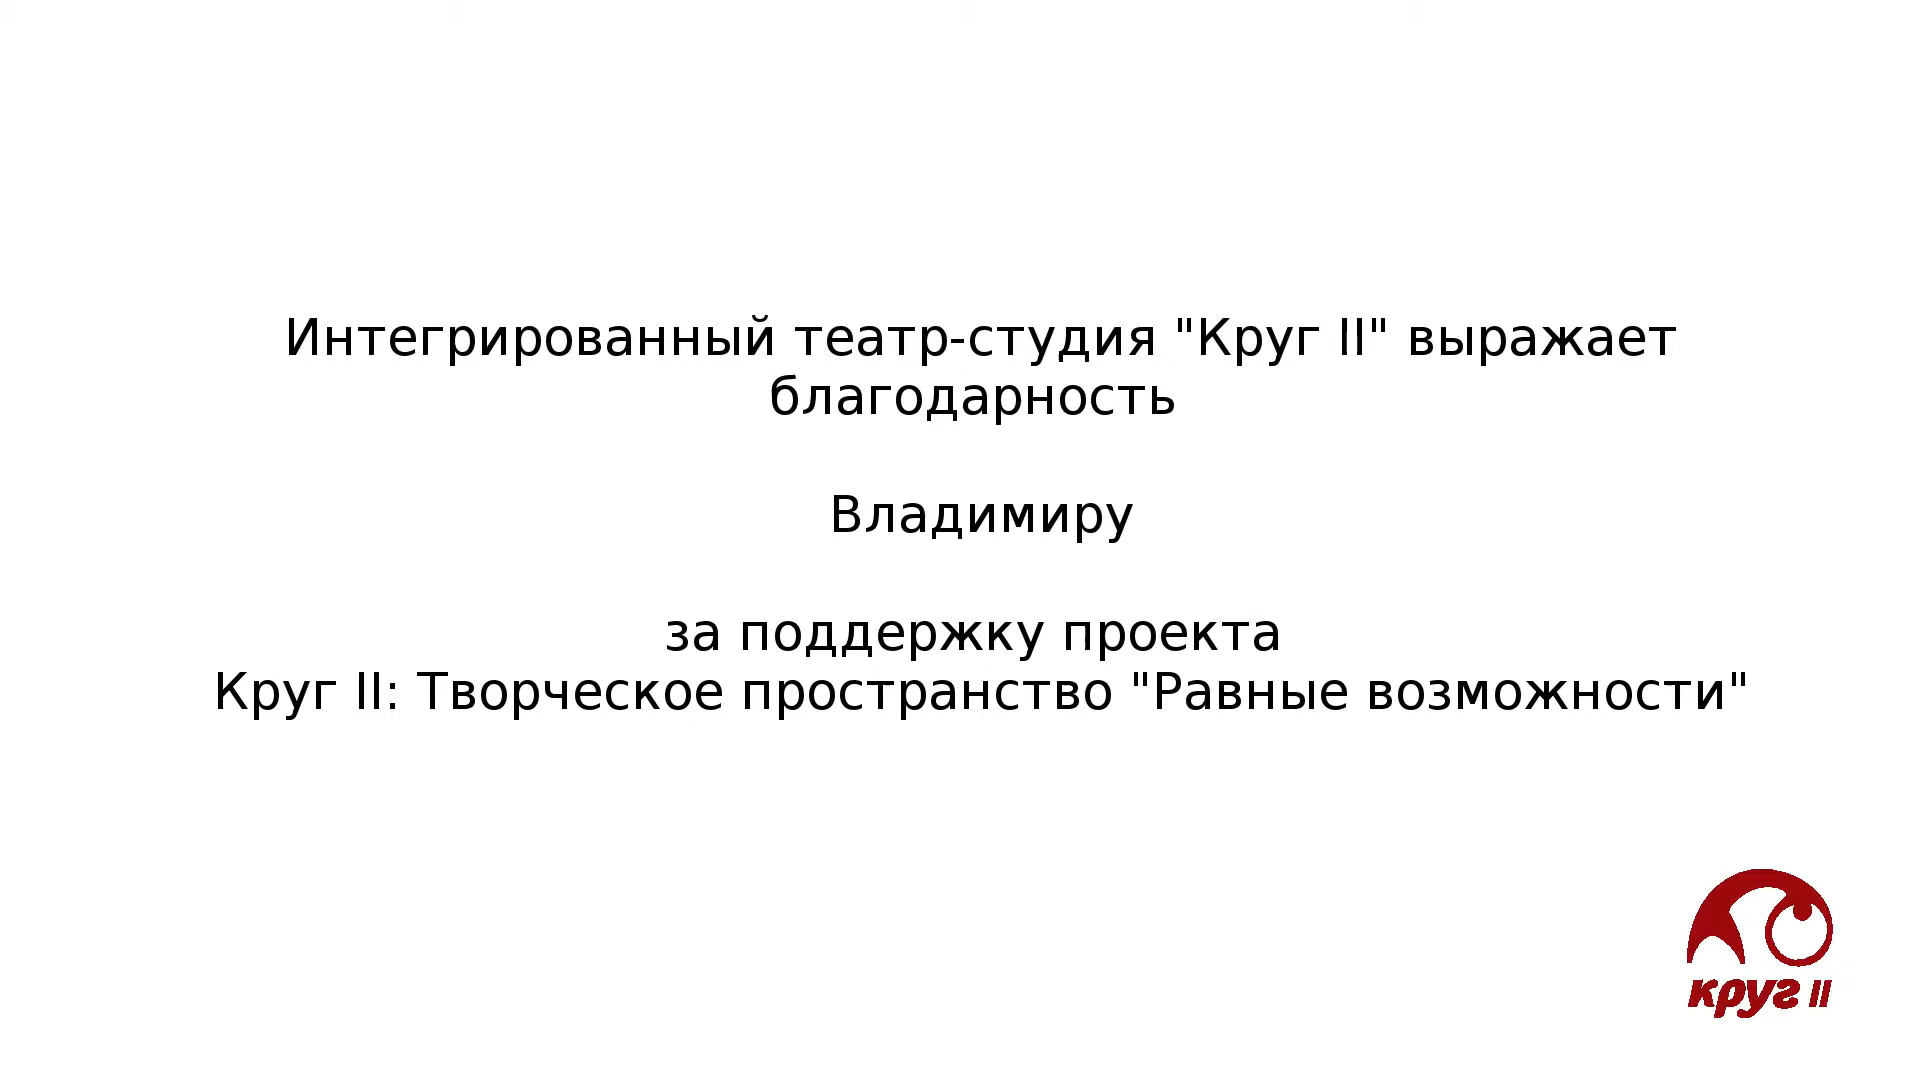 Интегрированный театр-студия "Круг II" выражает
благодарность
Владимиру
за поддержку проекта
Круг II: Творческое пространство "Равные возможности"
круг II